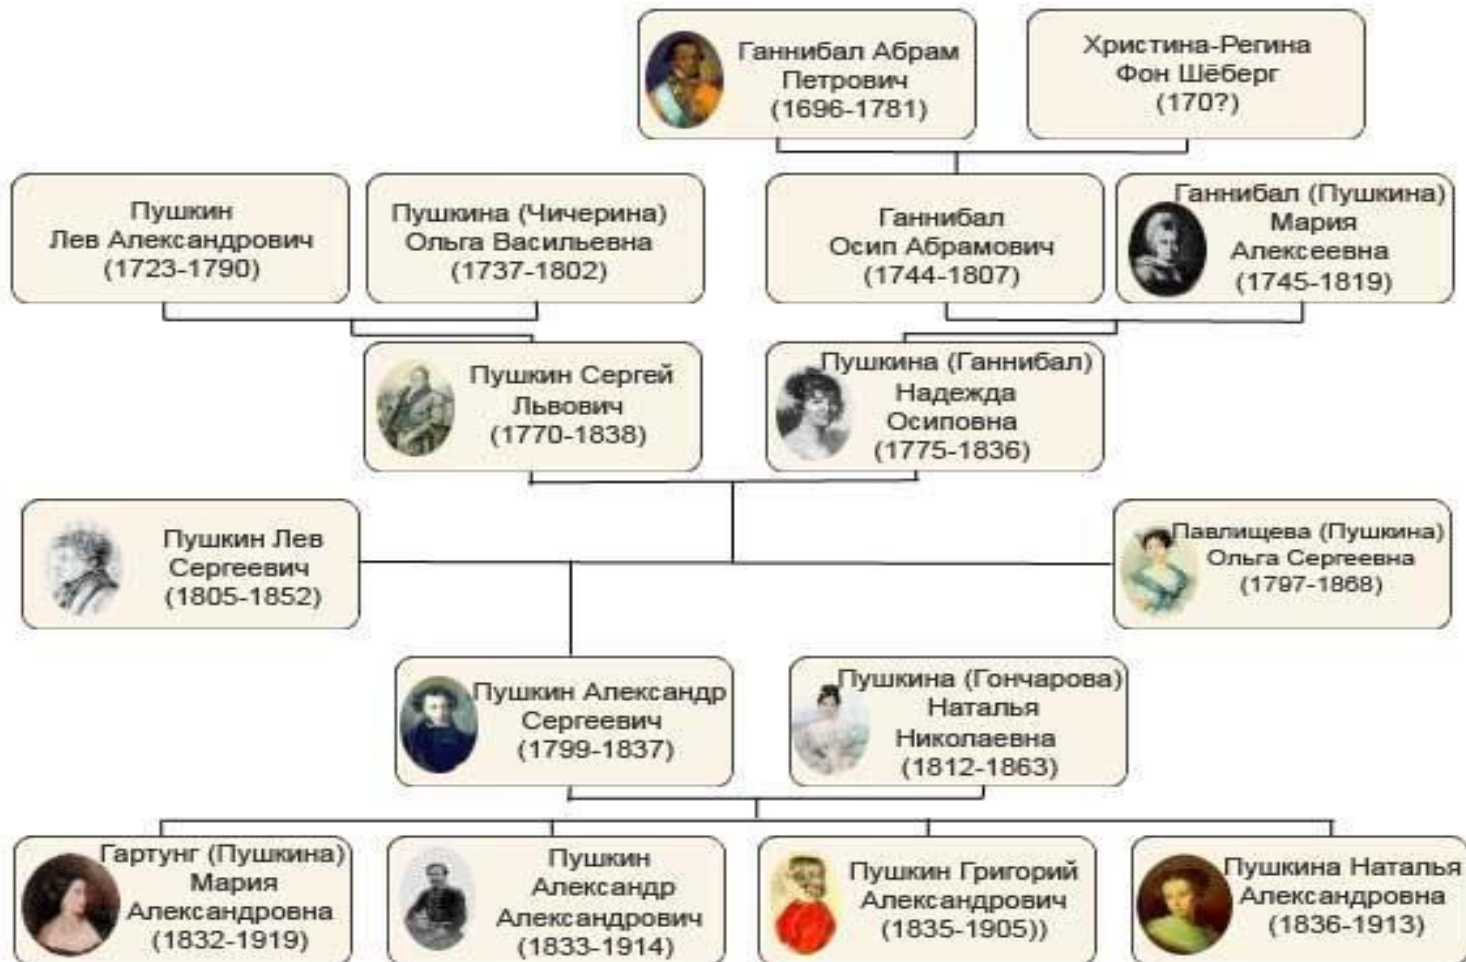 Ганнибал Абрам
Петрович
(1696-1781)
Христина-Регина
Фон Шёберг
(170?)
Пушкин
Лев Александрович
(1723-1790)
Пушкина (Чичерина)
Ольга Васильевна
(1737-1802)
Ганнибал
Осип Абрамович
(1744-1807)
Ганнибал (Пушкина)
Мария
Алексеевна
(1745-1819)
Пушкин Сергей
Львович
(1770-1838)
Пушкина (Ганнибал)
Надежда
Осиповна
(1775-1836)
Пушкин Лев
Сергеевич
(1805-1852)
Павлищева (Пушкина)
Ольга Сергеевна
(1797-1868)
Пушкин Александр
Сергеевич
(1799-1837)
Пушкина (Гончарова)
Наталья
Николаевна
(1812-1863)
Гартунг (Пушкина)
Мария
Александровна
(1832-1919)
Пушкин
Александр
Александрович
(1833-1914)
Пушкин Григорий
Александрович
(1835-1905))
Пушкина Наталья
Александровна
(1836-1913)